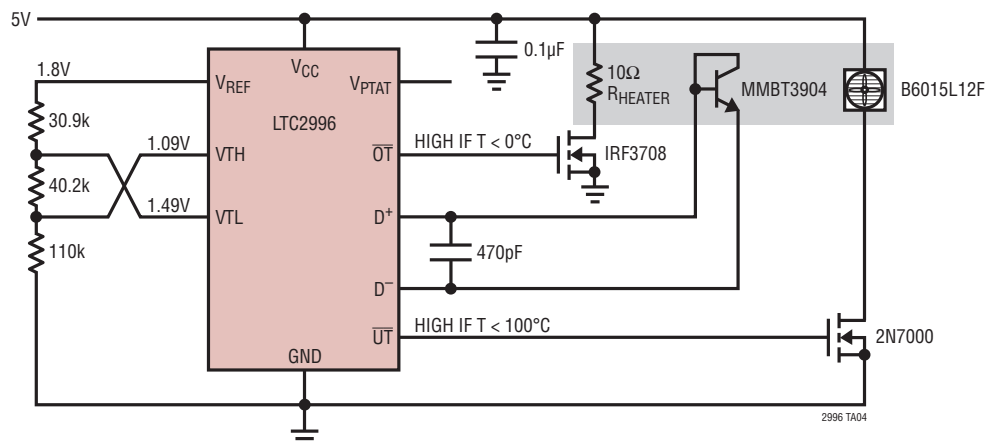 5V
1.8V
30.9k
40.2k
110k
1.09V
1.49V
VREF
VCC
VPTAT
LTC2996
VTH
OT
VTL
D+
D–
UT
GND
0.1µF
10Ω
RHEATER
MMBT3904
B6015L12F
HIGH IF T < 0°C
IRF3708
470pF
HIGH IF T < 100°C
2N7000
2996 TA04